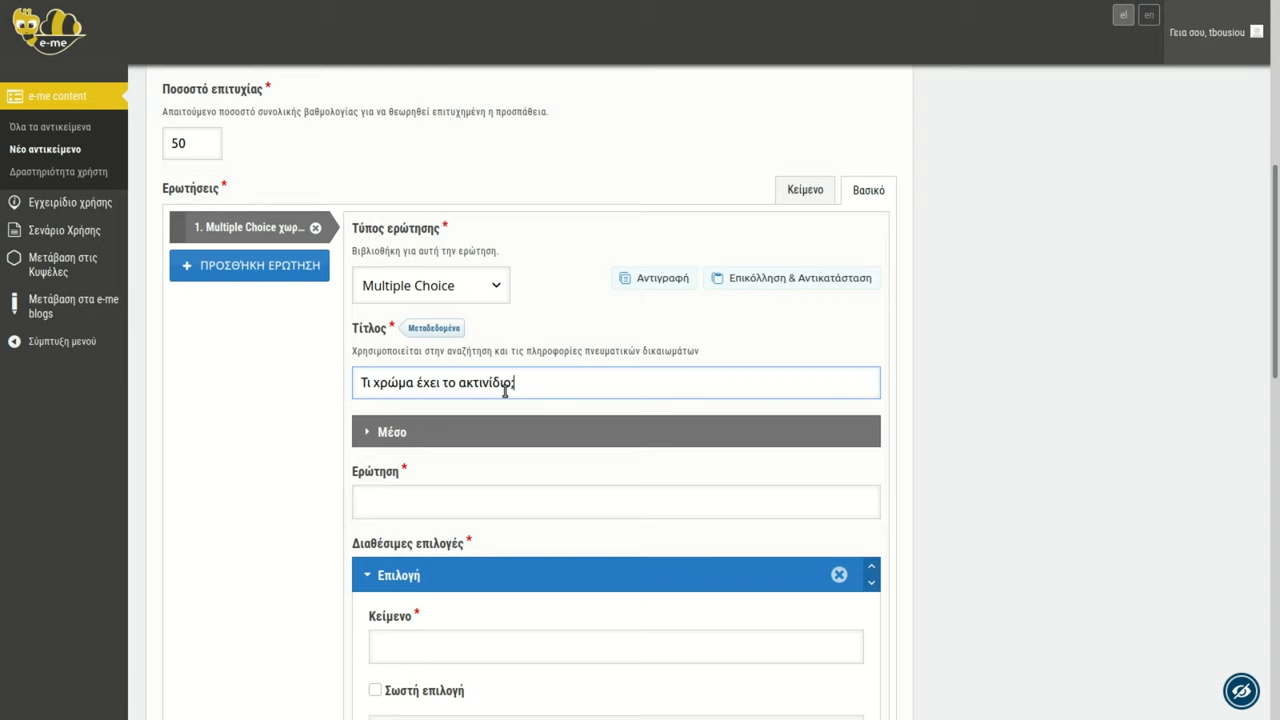 e-me
el
en
Γεια σου, tbousiou
e-me content
Όλα τα αντικείμενα
Νέο αντικείμενο
Δραστηριότητα χρήστη
Εγχειρίδιο χρήσης
Σενάριο Χρήσης
Μετάβαση στις
Κυψέλες
Μετάβαση στα e-me
blogs
Σύμπτυξη μενού
Ποσοστό επιτυχίας *
Απαιτούμενο ποσοστό συνολικής βαθμολογίας για να θεωρηθεί επιτυχημένη η προσπάθεια.
50
Ερωτήσεις *
Κείμενο
Βασικό
1. Multiple Choice χωρ...
+ ΠΡΟΣΘΉΚΗ ΕΡΏΤΗΣΗ
Τύπος ερώτησης *
Βιβλιοθήκη για αυτή την ερώτηση.
Multiple Choice
Αντιγραφή
Επικόλληση & Αντικατάσταση
Τίτλος * Μεταδεδομένα
Χρησιμοποιείται στην αναζήτηση και τις πληροφορίες πνευματικών δικαιωμάτων
Τι χρώμα έχει το ακτινίδιο;
Μέσο
Ερώτηση *
Διαθέσιμες επιλογές *
Επιλογή
Κείμενο *
Σωστή επιλογή